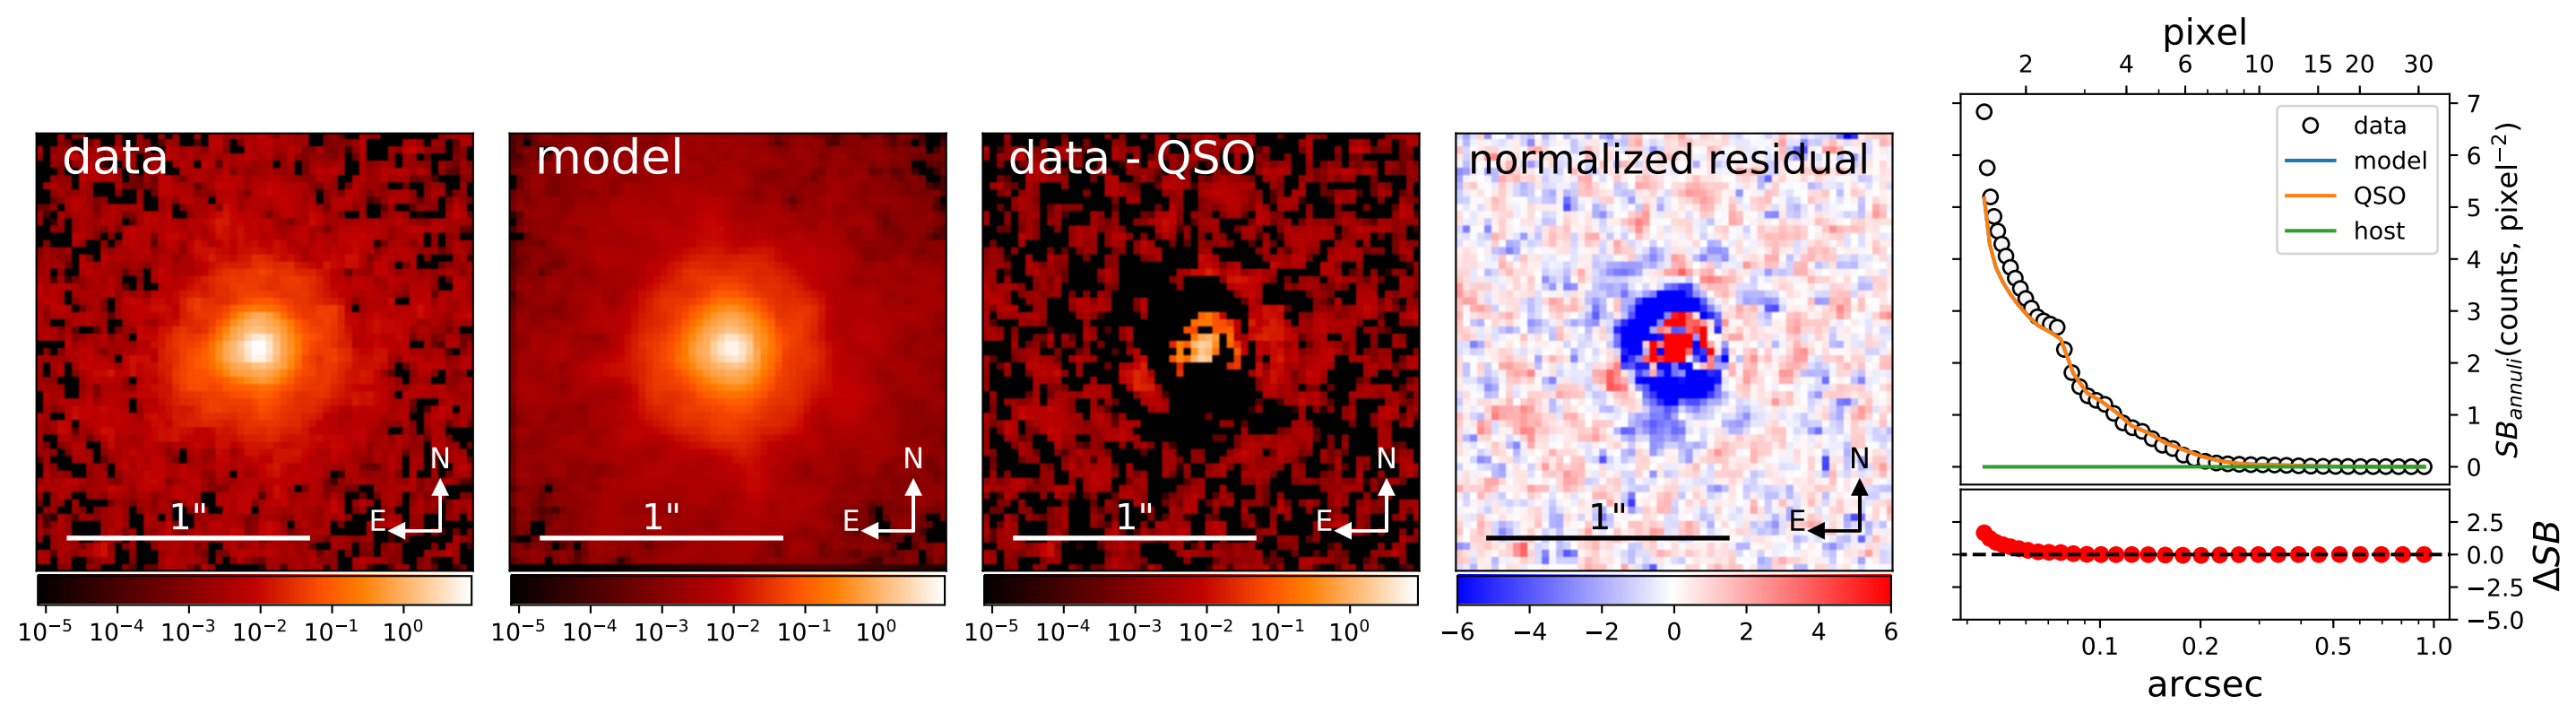 data
N
E
1"
10⁻⁵ 10⁻⁴ 10⁻³ 10⁻² 10⁻¹ 10⁰
model
N
E
1"
10⁻⁵ 10⁻⁴ 10⁻³ 10⁻² 10⁻¹ 10⁰
data - QSO
N
E
1"
10⁻⁵ 10⁻⁴ 10⁻³ 10⁻² 10⁻¹ 10⁰
normalized residual
N
E
1"
−6 −4 −2 0 2 4 6
pixel
2 4 6 10 15 20 30
data
model
QSO
host
7
6
5
4
3
2
1
0
SB_annuli(counts, pixel⁻²)
2.5
0.0
−2.5
−5.0
ΔSB
0.1 0.2 0.5 1.0
arcsec